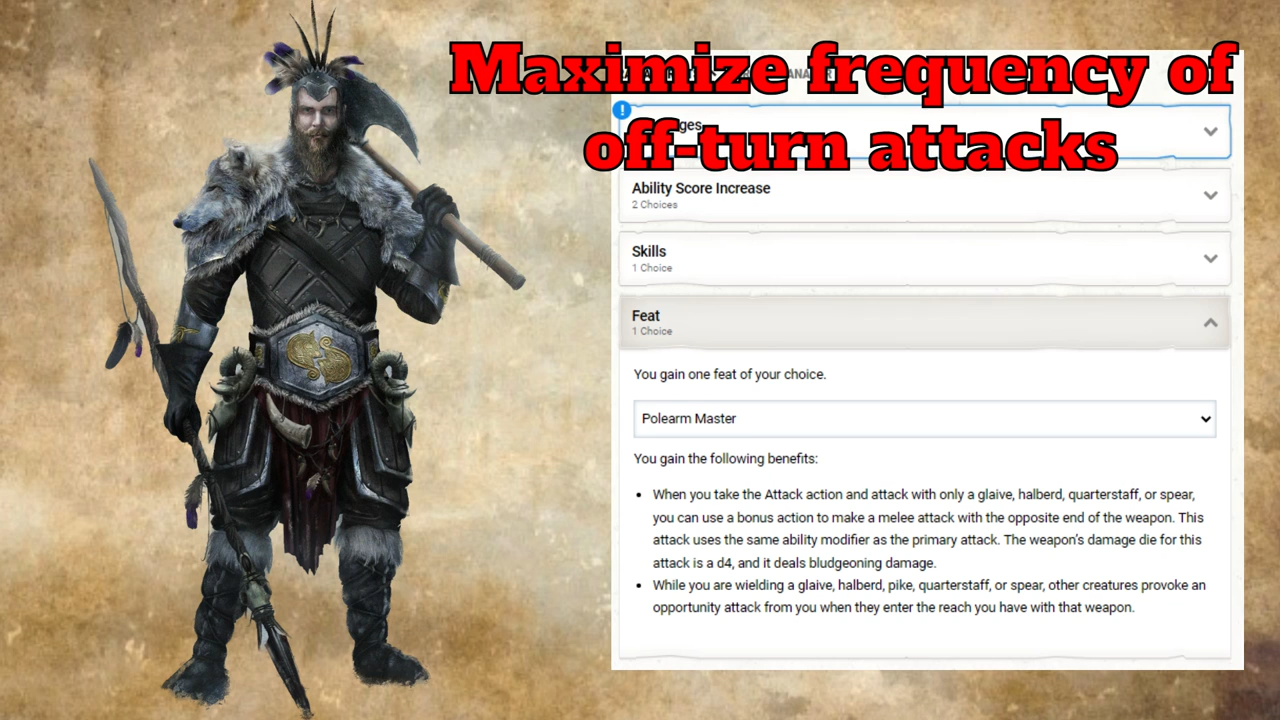 Maximize frequency of
off-turn attacks
Ability Score Increase
2 Choices
Skills
1 Choice
Feat
1 Choice
You gain one feat of your choice.
Polearm Master
You gain the following benefits:
• When you take the Attack action and attack with only a glaive, halberd, quarterstaff, or spear,
you can use a bonus action to make a melee attack with the opposite end of the weapon. This
attack uses the same ability modifier as the primary attack. The weapon's damage die for this
attack is a d4, and it deals bludgeoning damage.
• While you are wielding a glaive, halberd, pike, quarterstaff, or spear, other creatures provoke an
opportunity attack from you when they enter the reach you have with that weapon.